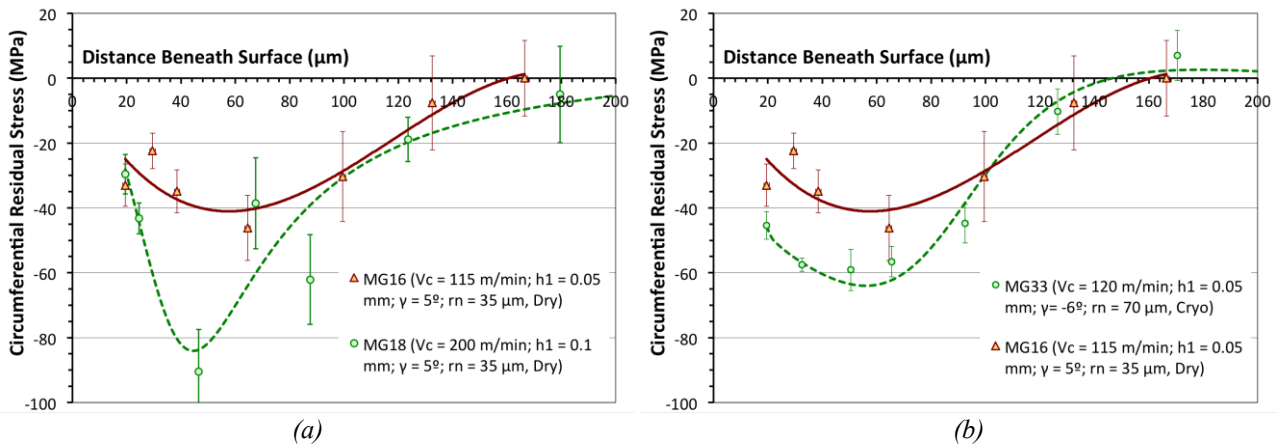 Circumferential Residual Stress (MPa)
20
0
-20
-40
-60
-80
-100
Distance Beneath Surface (µm)
0 20 40 60 80 100 120 140 160 180 200
MG16 (Vc = 115 m/min; h1 = 0.05
mm; γ = 5º; rn = 35 µm, Dry)
MG18 (Vc = 200 m/min; h1 = 0.1
mm; γ = 5º; rn = 35 µm, Dry)
(a)
Circumferential Residual Stress (MPa)
20
0
-20
-40
-60
-80
-100
Distance Beneath Surface (µm)
0 20 40 60 80 100 120 140 160 180 200
MG33 (Vc = 120 m/min; h1 = 0.05
mm; γ= -6º; rn = 70 µm, Cryo)
MG16 (Vc = 115 m/min; h1 = 0.05
mm; γ = 5º; rn = 35 µm, Dry)
(b)